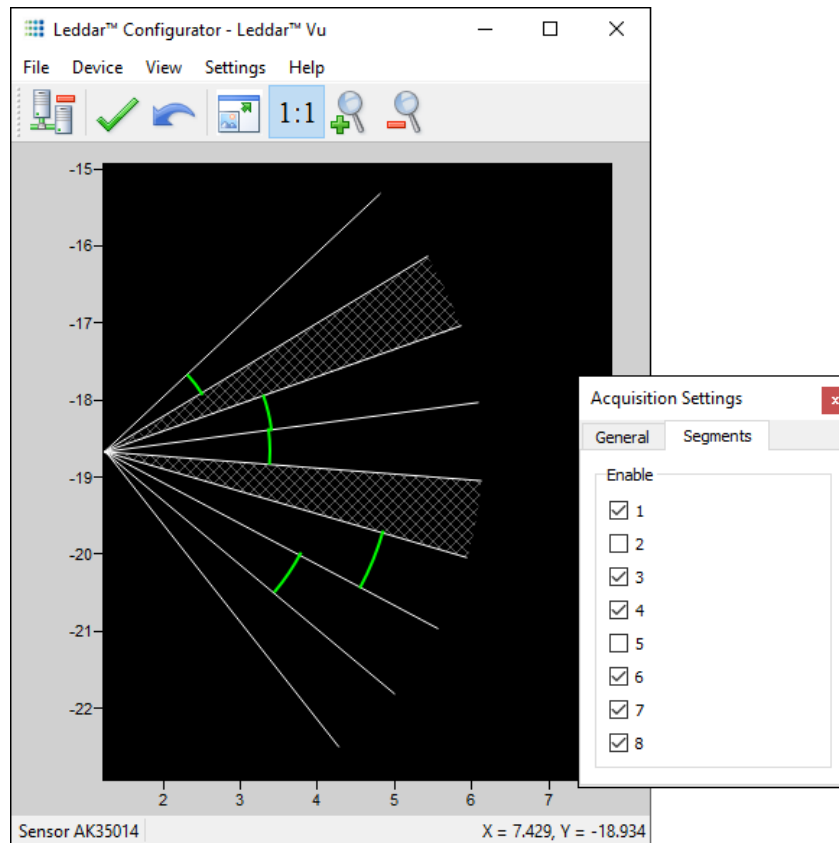 Leddar™ Configurator - Leddar™ Vu
File Device View Settings Help
1:1
-15
-16
-17
-18
-19
-20
-21
-22
2 3 4 5 6 7
Sensor AK35014 X = 7.429, Y = -18.934
Acquisition Settings x
General Segments
Enable
1
2
3
4
5
6
7
8